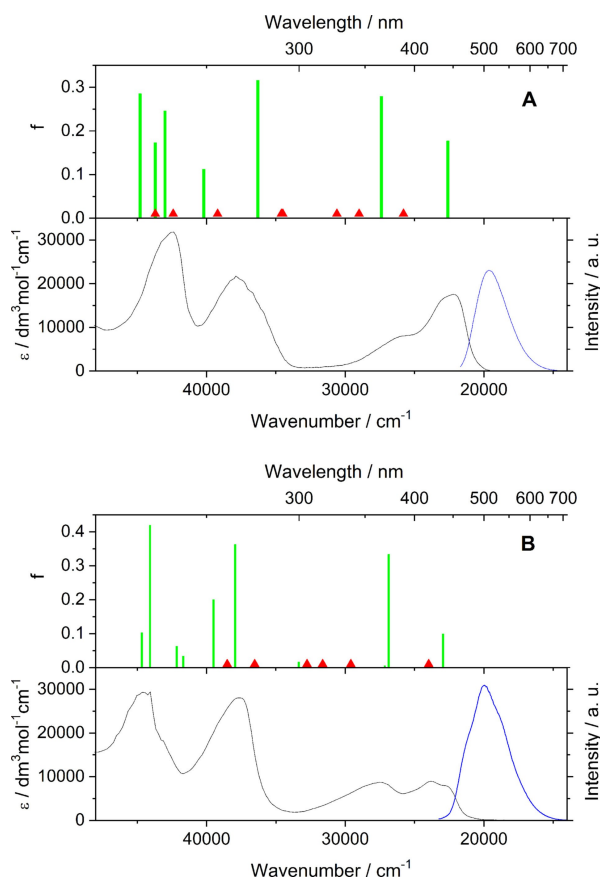 Wavelength / nm
300 400 500 600 700
A
0.3
0.2
0.1
0.0
f
30000
20000
10000
0
ε / dm³mol⁻¹cm⁻¹
Intensity / a. u.
40000 30000 20000
Wavenumber / cm⁻¹
Wavelength / nm
300 400 500 600 700
B
0.4
0.3
0.2
0.1
0.0
f
30000
20000
10000
0
ε / dm³mol⁻¹cm⁻¹
Intensity / a. u.
40000 30000 20000
Wavenumber / cm⁻¹